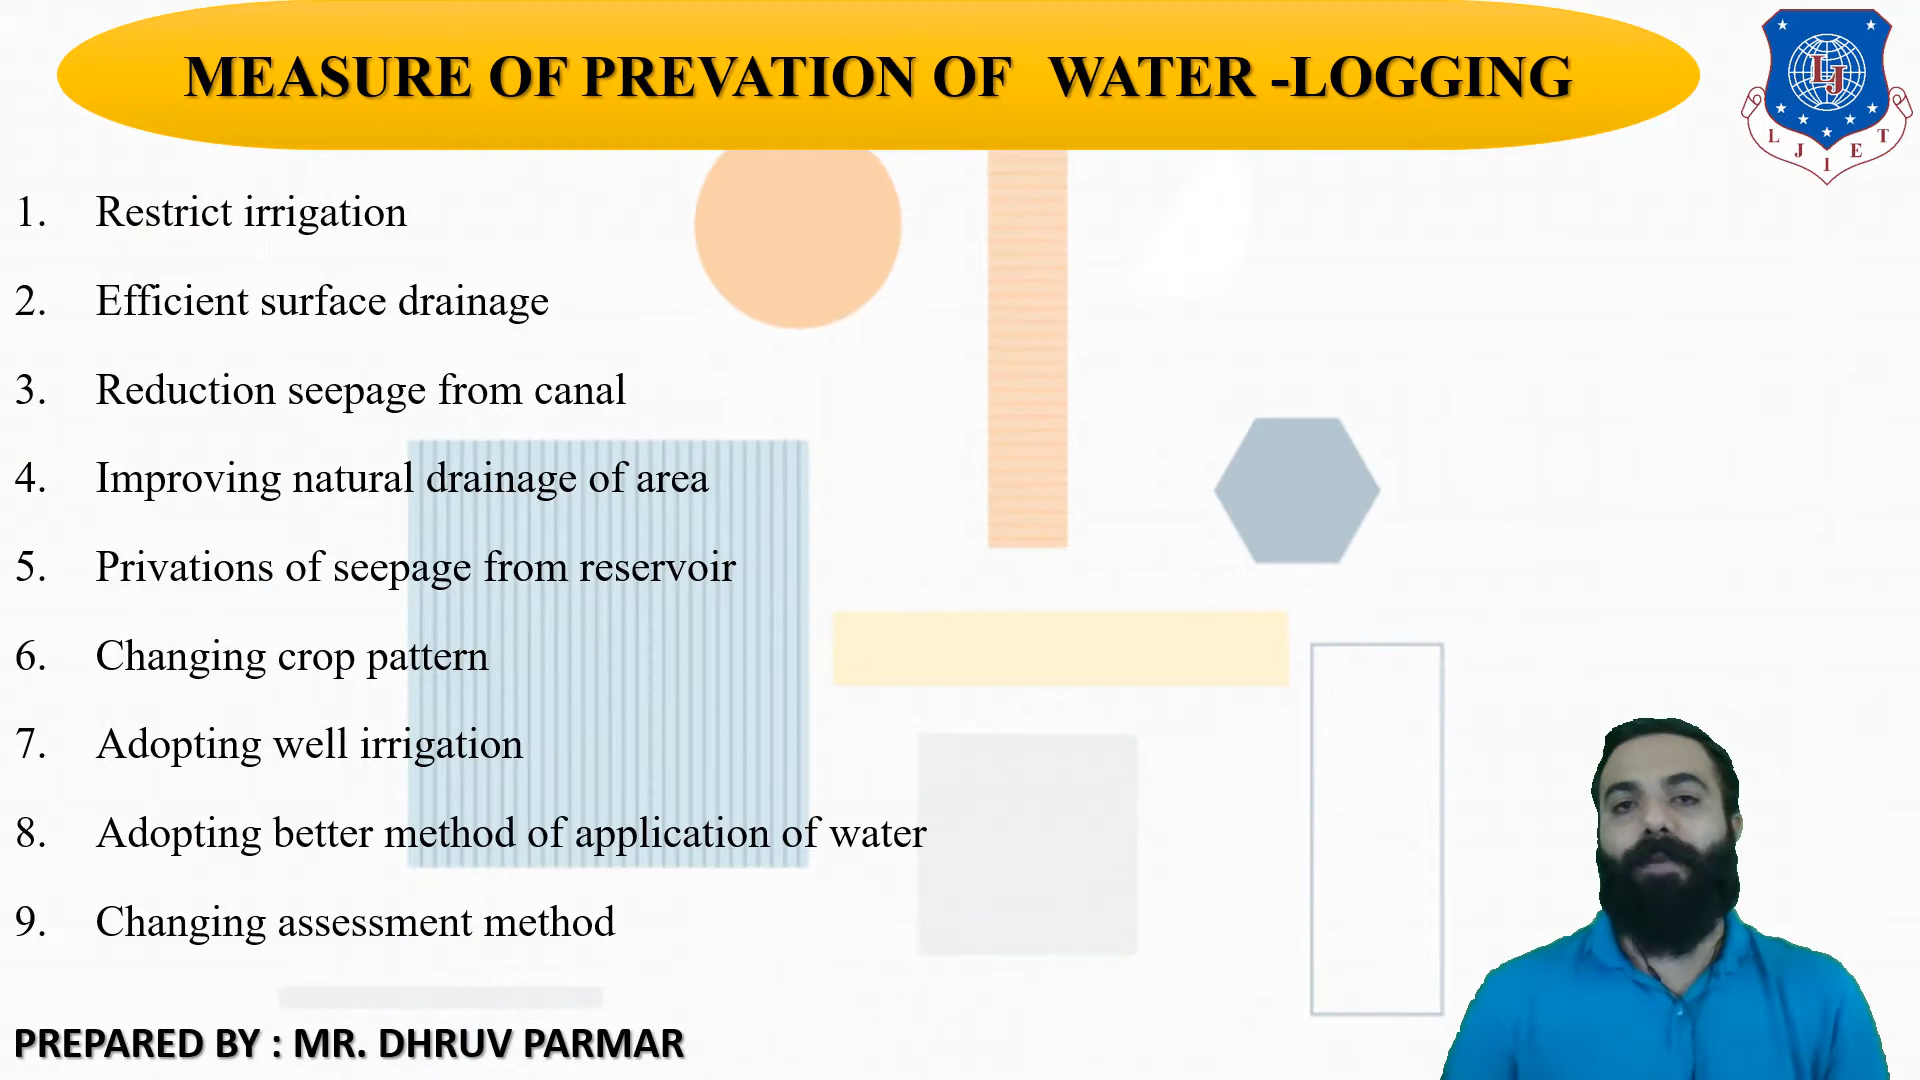 MEASURE OF PREVATION OF WATER -LOGGING
LJ
L J I E T
1. Restrict irrigation
2. Efficient surface drainage
3. Reduction seepage from canal
4. Improving natural drainage of area
5. Privations of seepage from reservoir
6. Changing crop pattern
7. Adopting well irrigation
8. Adopting better method of application of water
9. Changing assessment method
PREPARED BY : MR. DHRUV PARMAR